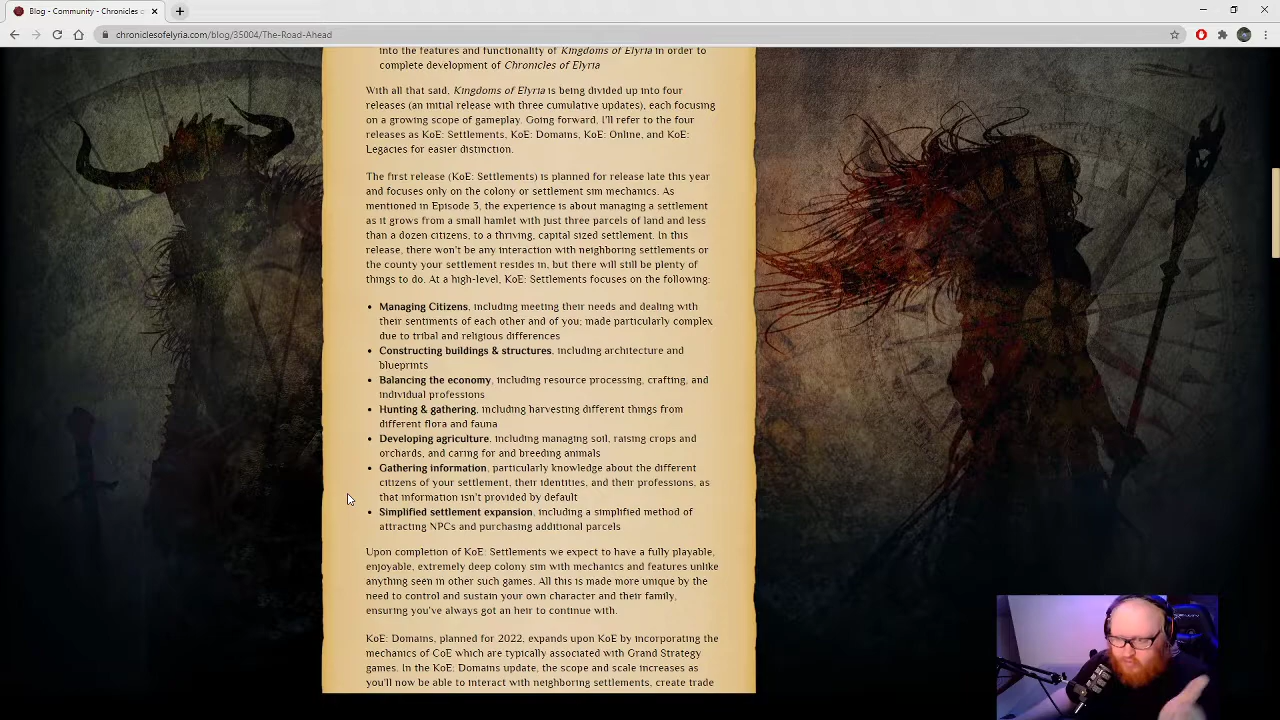 Blog - Community - Chronicles o
chroniclesofelyria.com/blog/35004/The-Road-Ahead
into the features and functionality of Kingdoms of Elyria in order to
complete development of Chronicles of Elyria
With all that said, Kingdoms of Elyria is being divided up into four
releases (an initial release with three cumulative updates), each focusing
on a growing scope of gameplay. Going forward, I'll refer to the four
releases as KoE: Settlements, KoE: Domains, KoE: Online, and KoE:
Legacies for easier distinction.
The first release (KoE: Settlements) is planned for release late this year
and focuses only on the colony or settlement sim mechanics. As
mentioned in Episode 3, the experience is about managing a settlement
as it grows from a small hamlet with just three parcels of land and less
than a dozen citizens, to a thriving, capital sized settlement. In this
release, there won't be any interaction with neighboring settlements or
the county your settlement resides in, but there will still be plenty of
things to do. At a high-level, KoE: Settlements focuses on the following:
• Managing Citizens, including meeting their needs and dealing with
their sentiments of each other and of you; made particularly complex
due to tribal and religious differences
• Constructing buildings & structures, including architecture and
blueprints
• Balancing the economy, including resource processing, crafting, and
individual professions
• Hunting & gathering, including harvesting different things from
different flora and fauna
• Developing agriculture, including managing soil, raising crops and
orchards, and caring for and breeding animals
• Gathering information, particularly knowledge about the different
citizens of your settlement, their identities, and their professions, as
that information isn't provided by default
• Simplified settlement expansion, including a simplified method of
attracting NPCs and purchasing additional parcels
Upon completion of KoE: Settlements we expect to have a fully playable,
enjoyable, extremely deep colony sim with mechanics and features unlike
anything seen in other such games. All this is made more unique by the
need to control and sustain your own character and their family,
ensuring you've always got an heir to continue with.
KoE: Domains, planned for 2022, expands upon KoE by incorporating the
mechanics of CoE which are typically associated with Grand Strategy
games. In the KoE: Domains update, the scope and scale increases as
you'll now be able to interact with neighboring settlements, create trade